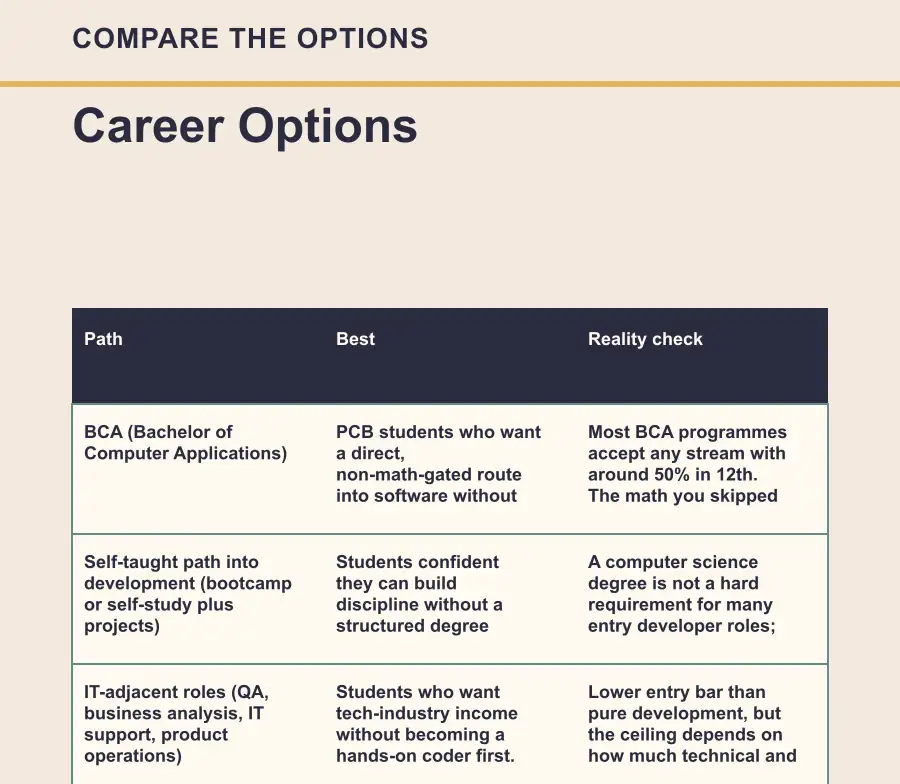 COMPARE THE OPTIONS
Career Options
Path
Best
Reality check
BCA (Bachelor of
Computer Applications)
PCB students who want
a direct,
non-math-gated route
into software without
Most BCA programmes
accept any stream with
around 50% in 12th.
The math you skipped
Self-taught path into
development (bootcamp
or self-study plus
projects)
Students confident
they can build
discipline without a
structured degree
A computer science
degree is not a hard
requirement for many
entry developer roles;
IT-adjacent roles (QA,
business analysis, IT
support, product
operations)
Students who want
tech-industry income
without becoming a
hands-on coder first.
Lower entry bar than
pure development, but
the ceiling depends on
how much technical and